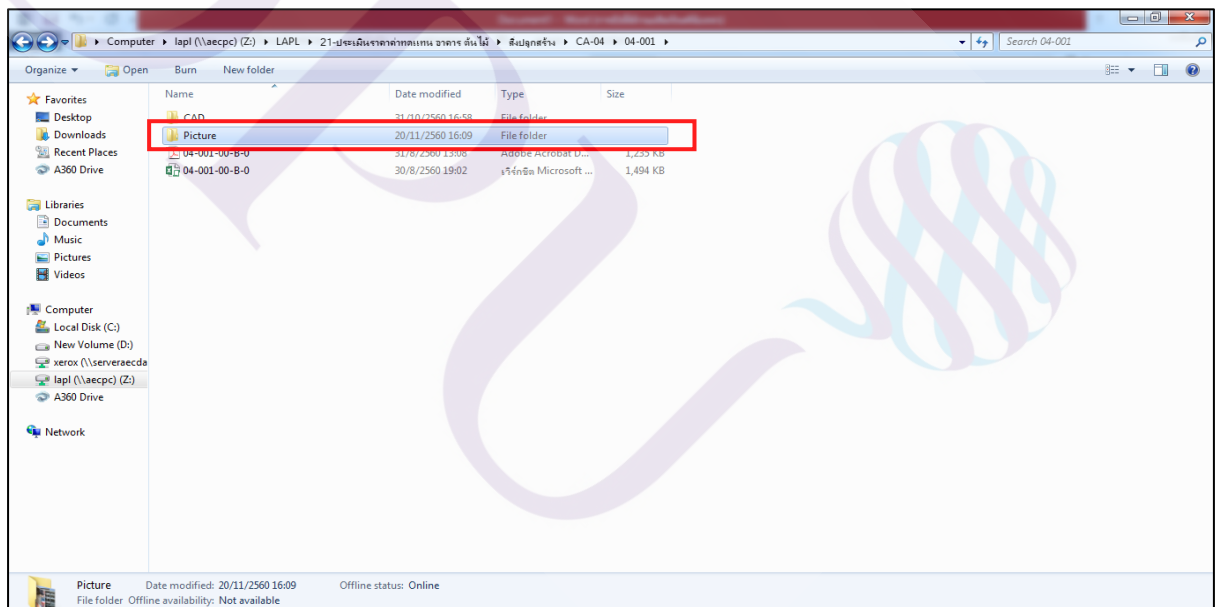 Computer ▸ lapl (\\aecpc) (Z:) ▸ LAPL ▸ 21-ประเมินราคาค่าทดแทน อาคาร ต้นไม้ ▸ สิ่งปลูกสร้าง ▸ CA-04 ▸ 04-001 ▸ Search 04-001
Organize Open Burn New folder
Name Date modified Type Size
Favorites
Desktop
Downloads
Recent Places
A360 Drive
Libraries
Documents
Music
Pictures
Videos
Computer
Local Disk (C:)
New Volume (D:)
xerox (\\serveraecda
lapl (\\aecpc) (Z:)
A360 Drive
Network
CAD 31/10/2560 16:58 File folder
Picture 20/11/2560 16:09 File folder
04-001-00-B-0 31/8/2560 13:08 Adobe Acrobat D... 1,235 KB
04-001-00-B-0 30/8/2560 19:02 เวิร์กชีต Microsoft ... 1,494 KB
Picture Date modified: 20/11/2560 16:09 Offline status: Online
File folder Offline availability: Not available